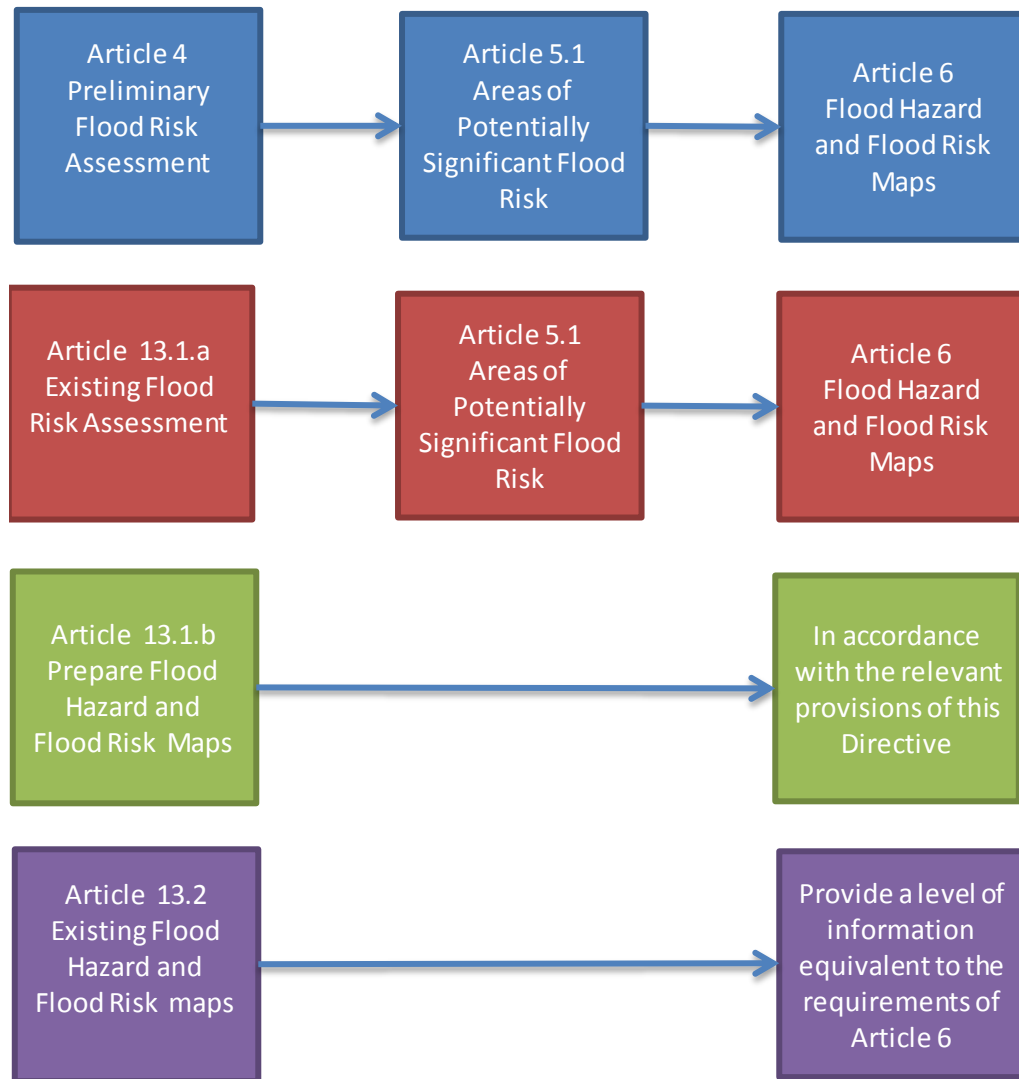 Article 4
Preliminary
Flood Risk
Assessment
Article 5.1
Areas of
Potentially
Significant Flood
Risk
Article 6
Flood Hazard
and Flood Risk
Maps
Article 13.1.a
Existing Flood
Risk Assessment
Article 5.1
Areas of
Potentially
Significant Flood
Risk
Article 6
Flood Hazard
and Flood Risk
Maps
Article 13.1.b
Prepare Flood
Hazard and
Flood Risk Maps
In accordance
with the relevant
provisions of this
Directive
Article 13.2
Existing Flood
Hazard and
Flood Risk maps
Provide a level of
information
equivalent to the
requirements of
Article 6